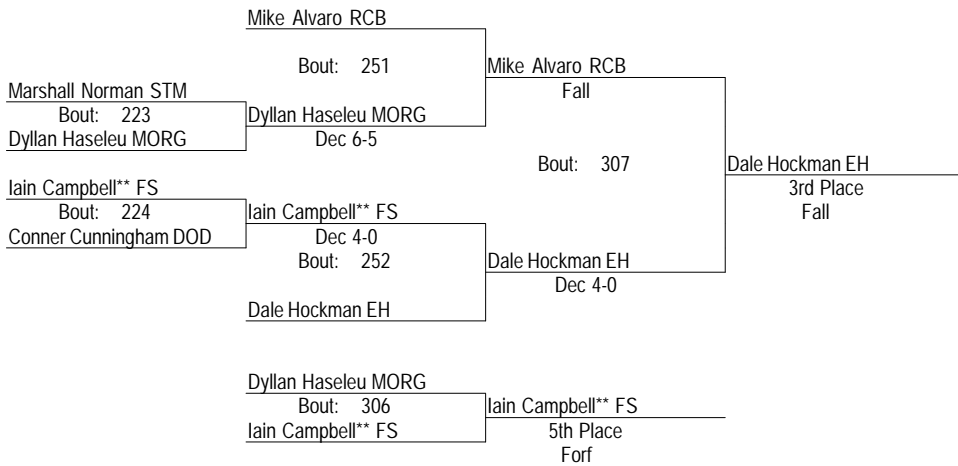 Mike Alvaro RCB
Bout: 251
Mike Alvaro RCB
Fall
Marshall Norman STM
Bout: 223
Dyllan Haseleu MORG
Dyllan Haseleu MORG
Dec 6-5
Bout: 307
Dale Hockman EH
3rd Place
Fall
Iain Campbell** FS
Bout: 224
Conner Cunningham DOD
Iain Campbell** FS
Dec 4-0
Bout: 252
Dale Hockman EH
Dec 4-0
Dale Hockman EH
Dyllan Haseleu MORG
Bout: 306
Iain Campbell** FS
Iain Campbell** FS
5th Place
Forf